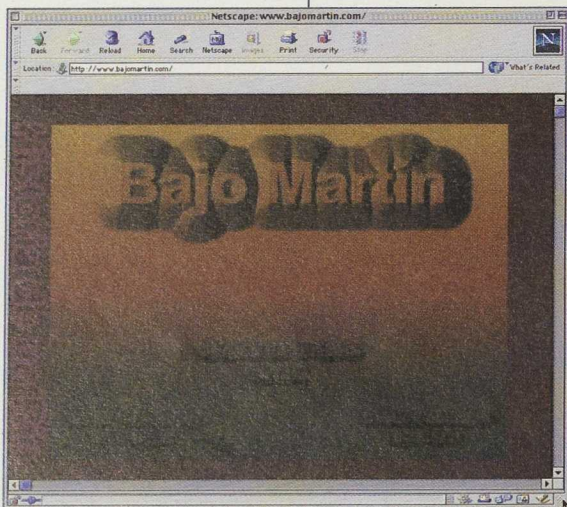 Netscape: www.bajomartin.com/
Back Forward Reload Home Search Netscape Images Print Security Stop
Location: http://www.bajomartin.com/ What's Related
Bajo Martin